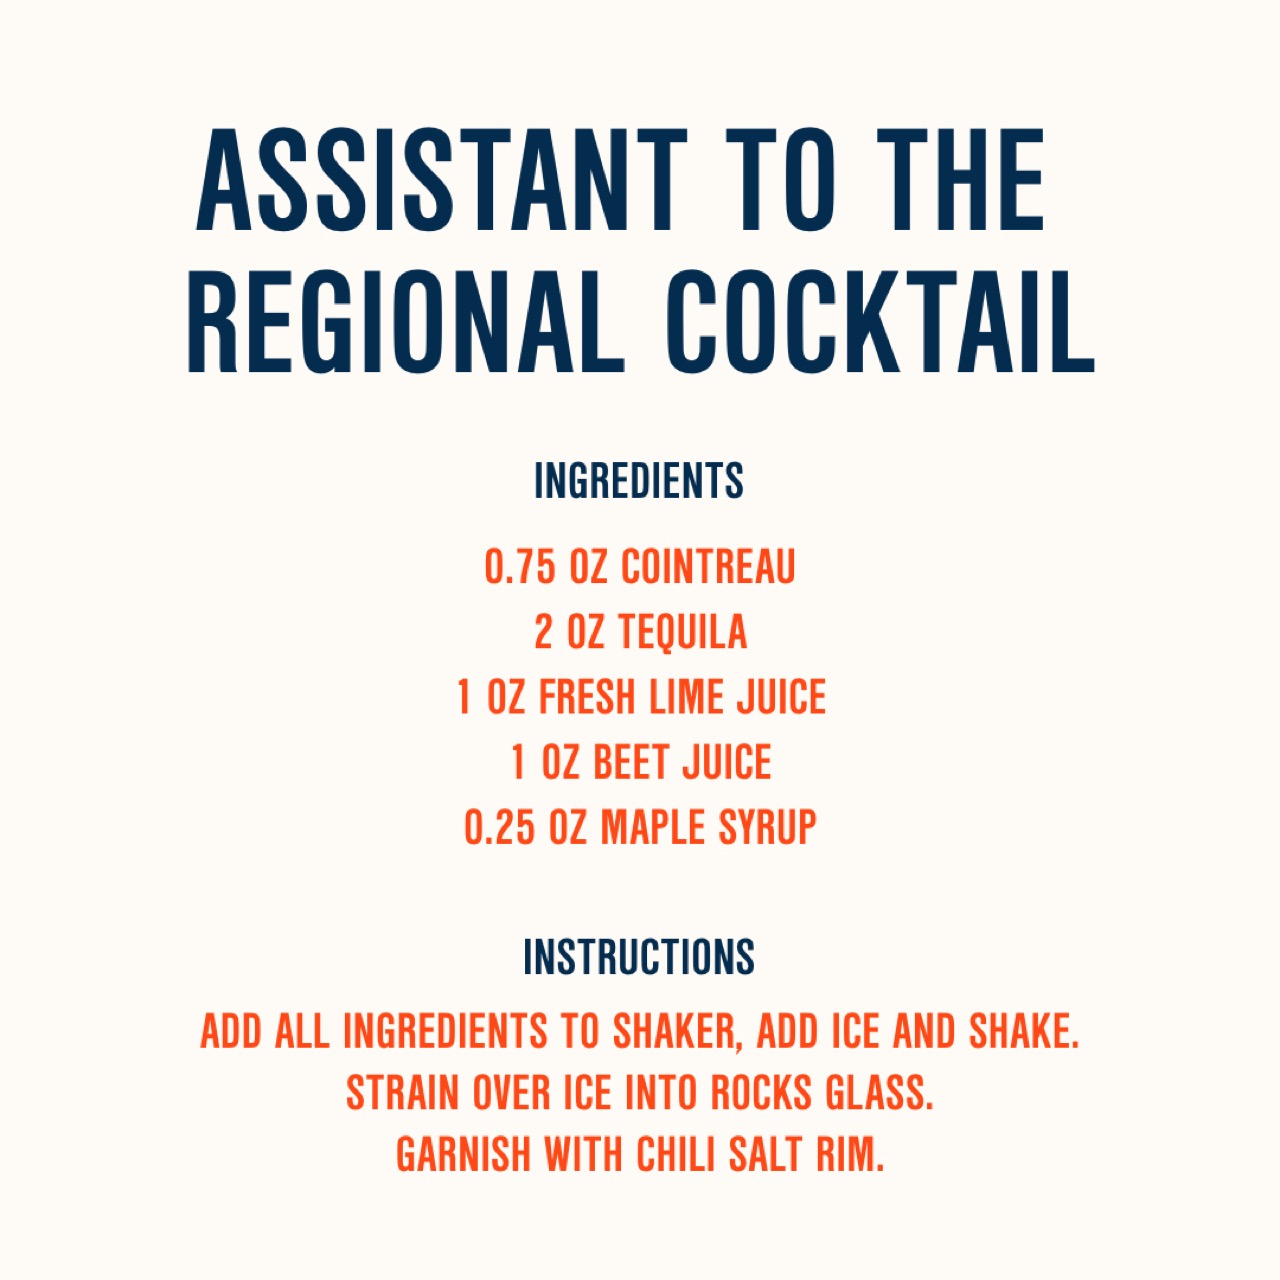 ASSISTANT TO THE
REGIONAL COCKTAIL
INGREDIENTS
0.75 OZ COINTREAU
2 OZ TEQUILA
1 OZ FRESH LIME JUICE
1 OZ BEET JUICE
0.25 OZ MAPLE SYRUP
INSTRUCTIONS
ADD ALL INGREDIENTS TO SHAKER, ADD ICE AND SHAKE.
STRAIN OVER ICE INTO ROCKS GLASS.
GARNISH WITH CHILI SALT RIM.